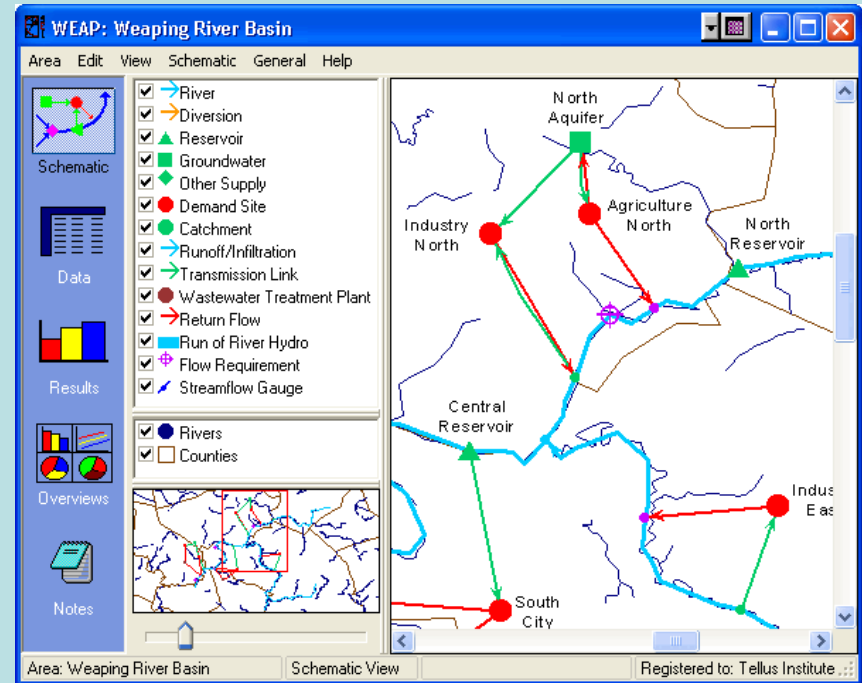 WEAP: Weaping River Basin
Area Edit View Schematic General Help
Schematic
Data
Results
Overviews
Notes
River
Diversion
Reservoir
Groundwater
Other Supply
Demand Site
Catchment
Runoff/Infiltration
Transmission Link
Wastewater Treatment Plant
Return Flow
Run of River Hydro
Flow Requirement
Streamflow Gauge
Rivers
Counties
North
Aquifer
Agriculture
North
Industry
North
North
Reservoir
Central
Reservoir
Indus
Eas
South
City
Area: Weaping River Basin
Schematic View
Registered to: Tellus Institute